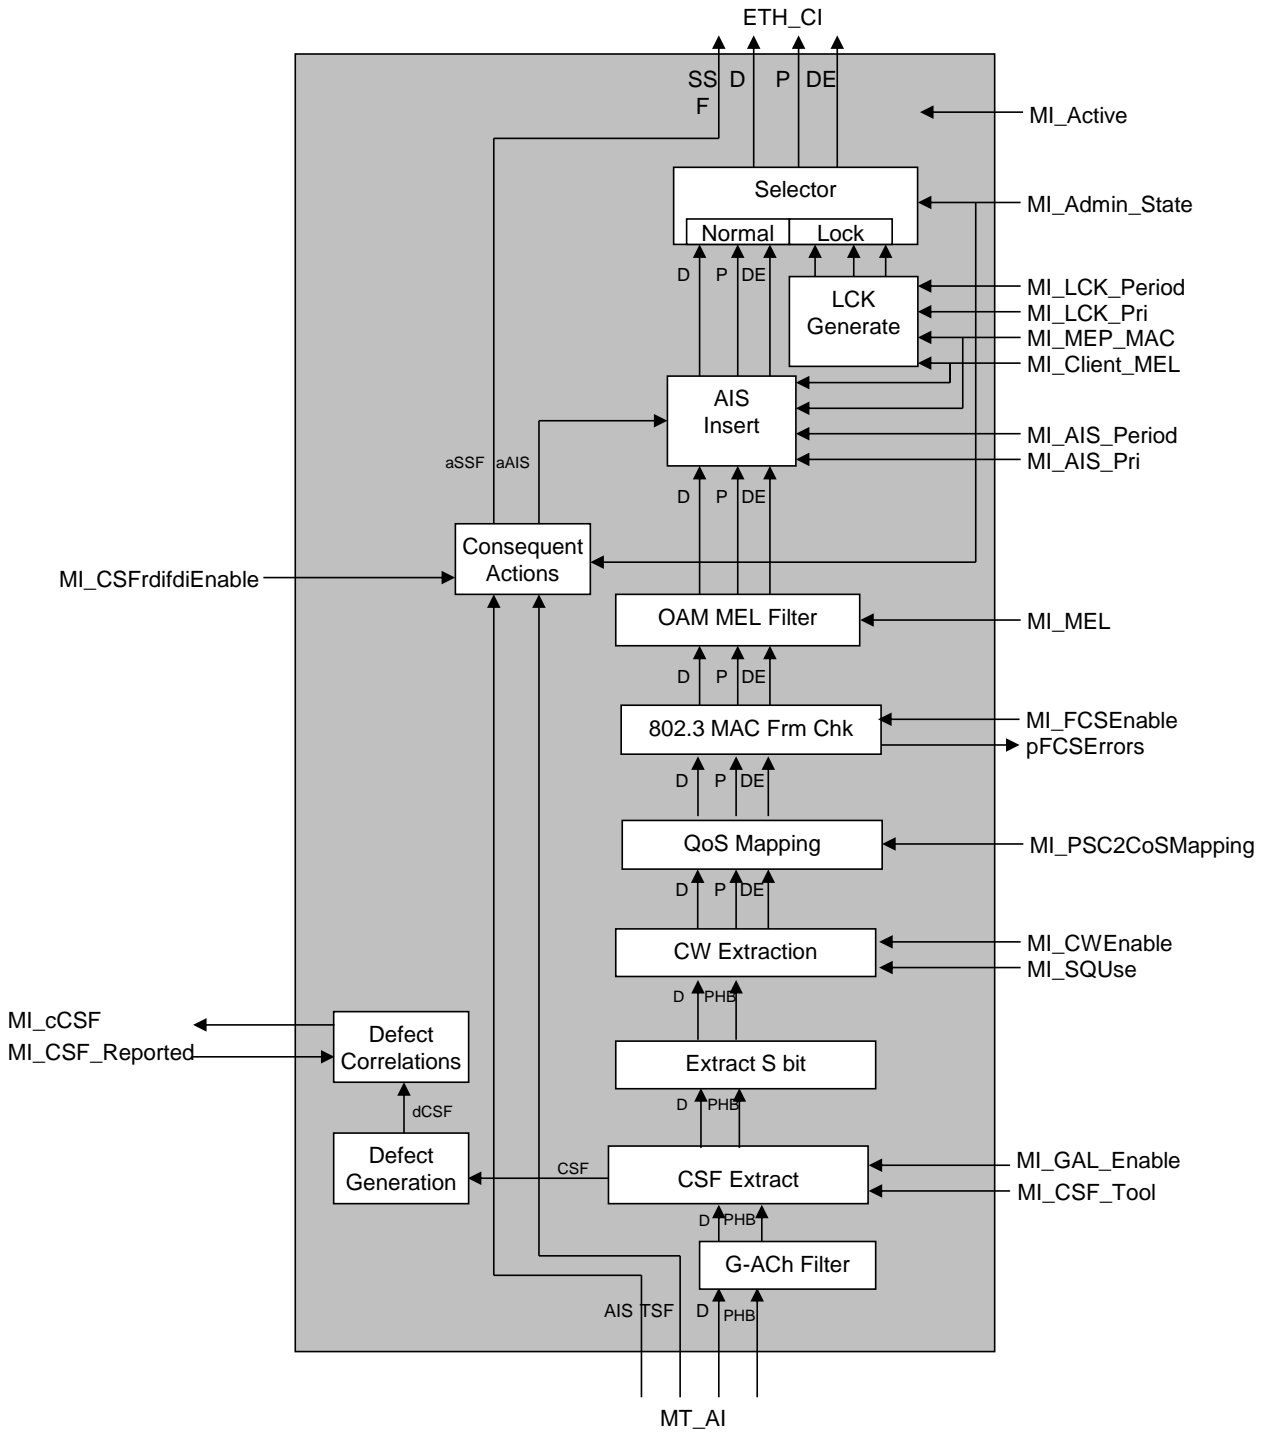 ETH_CI
SS
F
D
P
DE
MI_Active
Selector
MI_Admin_State
Normal
Lock
D
P
DE
LCK
Generate
MI_LCK_Period
MI_LCK_Pri
MI_MEP_MAC
MI_Client_MEL
AIS
Insert
MI_AIS_Period
MI_AIS_Pri
aSSF
aAIS
D
P
DE
Consequent
Actions
MI_CSFrdifdiEnable
OAM MEL Filter
MI_MEL
D
P
DE
802.3 MAC Frm Chk
MI_FCSEnable
pFCSErrors
D
P
DE
QoS Mapping
MI_PSC2CoSMapping
D
P
DE
CW Extraction
MI_CWEnable
MI_SQUse
D
PHB
MI_cCSF
MI_CSF_Reported
Defect
Correlations
Extract S bit
dCSF
D
PHB
Defect
Generation
CSF
CSF Extract
MI_GAL_Enable
MI_CSF_Tool
D
PHB
G-ACh Filter
AIS
TSF
D
PHB
MT_AI